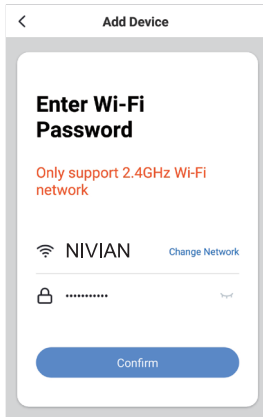 Add Device
Enter Wi-Fi
Password
Only support 2.4GHz Wi-Fi
network
NIVIAN Change Network
•••••••••••
Confirm